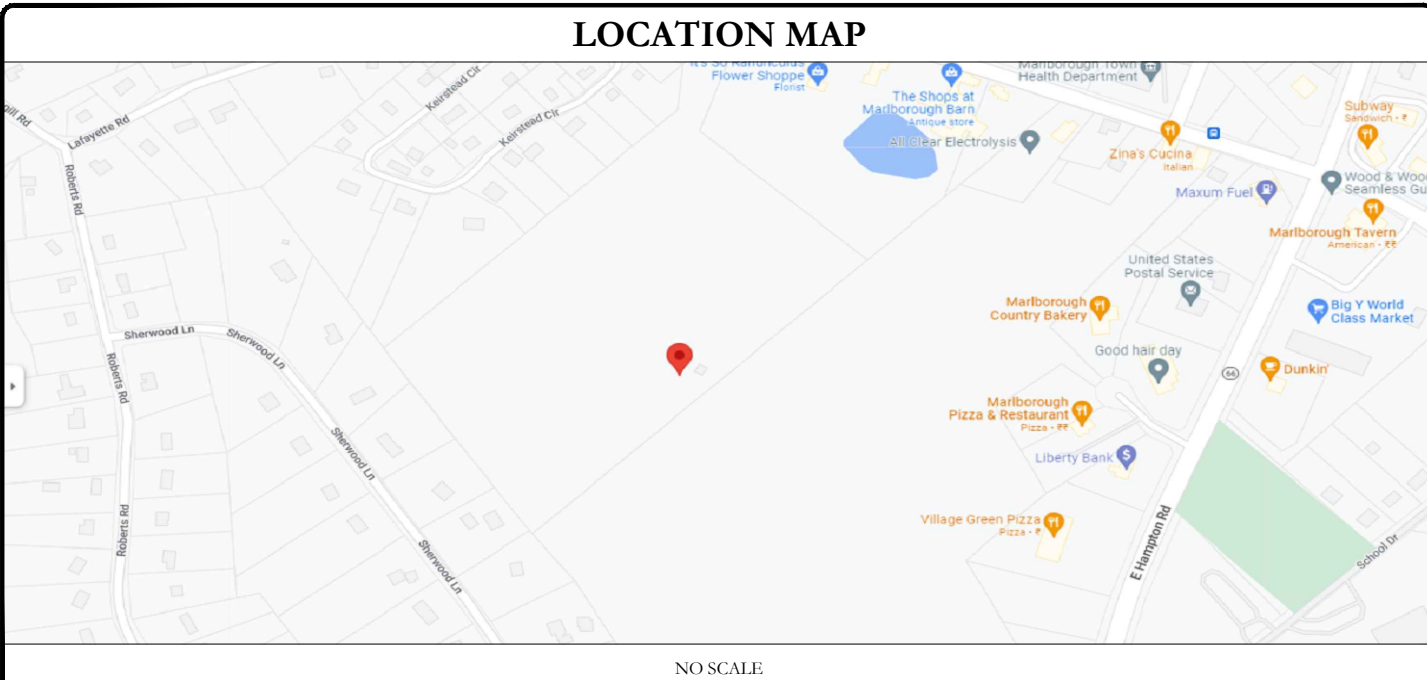 LOCATION MAP
It's So Ranunculus
Flower Shoppe
Florist
The Shops at
Marlborough Barn
Antique store
Marlborough Town
Health Department
All Clear Electrolysis
Zina's Cucina
Italian
Subway
Sandwich - ₹
Maxum Fuel
Wood & Woo
Seamless Gu
Marlborough Tavern
American - ₹₹
United States
Postal Service
Marlborough
Country Bakery
Big Y World
Class Market
Good hair day
66
Dunkin'
Marlborough
Pizza & Restaurant
Pizza - ₹₹
Liberty Bank
Village Green Pizza
Pizza - ₹
E Hampton Rd
School Dr
Keirstead Cir
Keirstead Cir
gill Rd
Lafayette Rd
Roberts Rd
Sherwood Ln
Sherwood Ln
Roberts Rd
Sherwood Ln
Roberts Rd
Sherwood Ln
NO SCALE